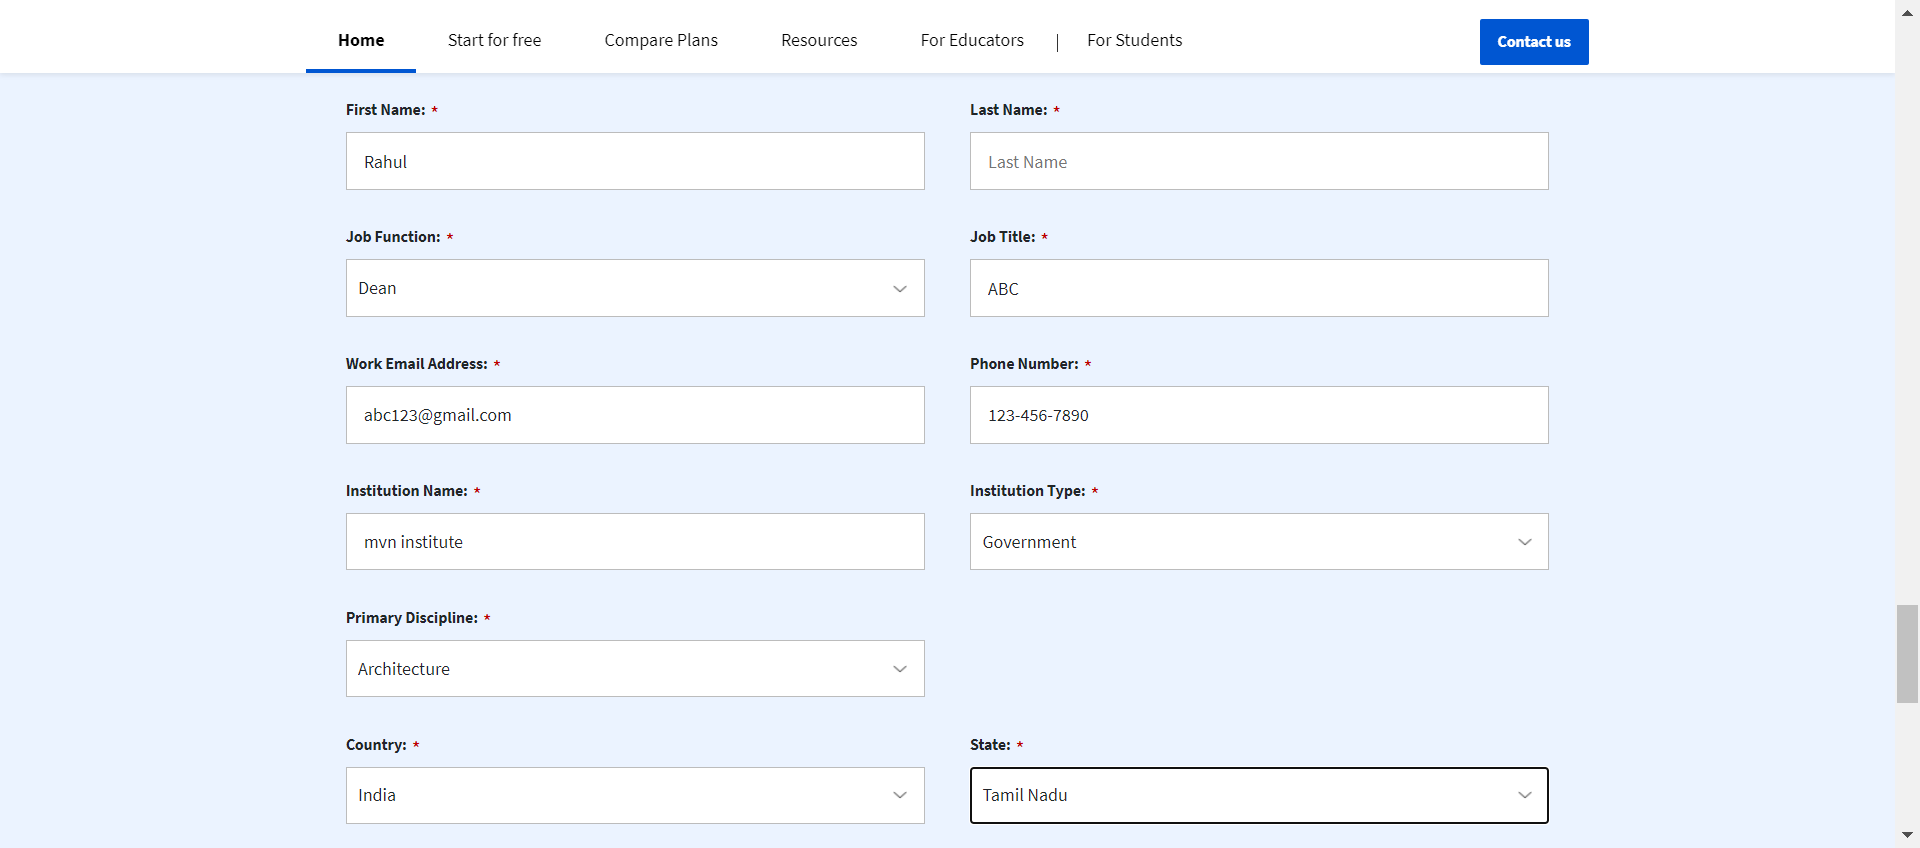 Home Start for free Compare Plans Resources For Educators | For Students Contact us
First Name: * Last Name: *
Rahul Last Name
Job Function: * Job Title: *
Dean ABC
Work Email Address: * Phone Number: *
abc123@gmail.com 123-456-7890
Institution Name: * Institution Type: *
mvn institute Government
Primary Discipline: *
Architecture
Country: * State: *
India Tamil Nadu